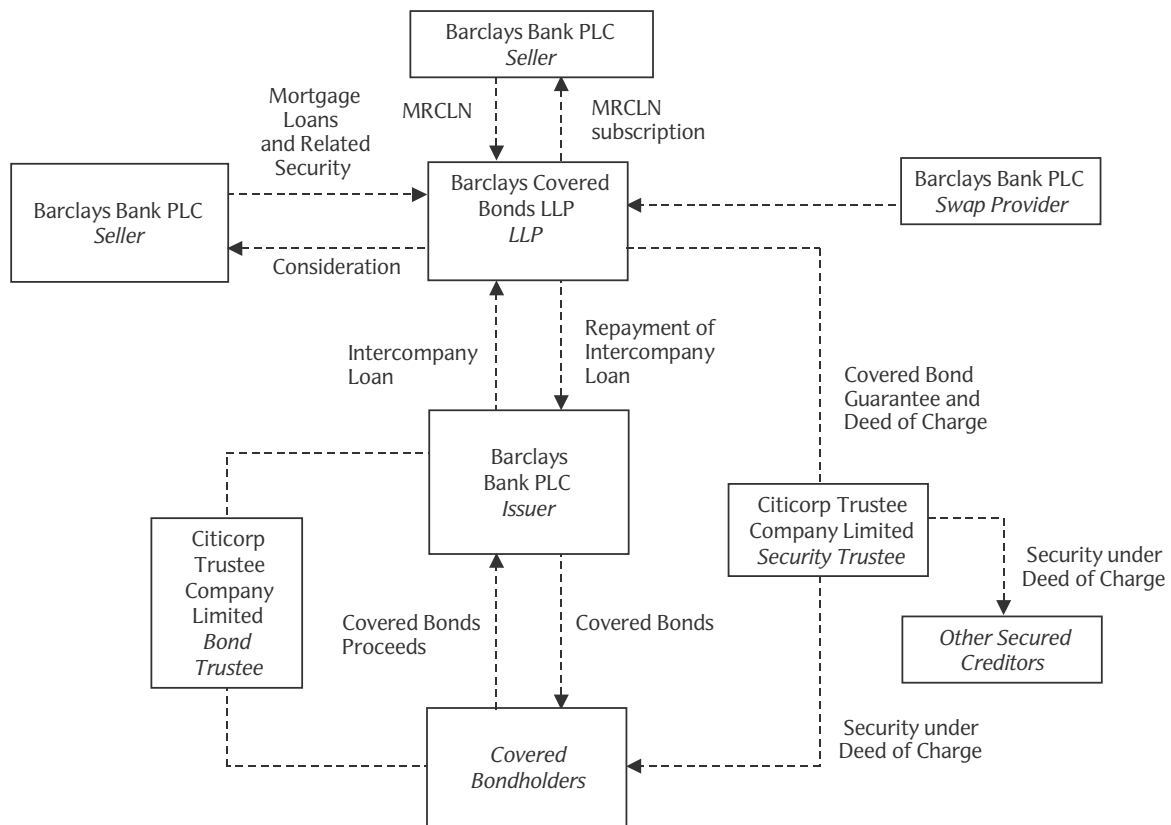 Barclays Bank PLC
Seller
MRCLN
MRCLN
subscription
Mortgage
Loans
and Related
Security
Barclays Bank PLC
Seller
Consideration
Barclays Covered
Bonds LLP
LLP
Barclays Bank PLC
Swap Provider
Intercompany
Loan
Repayment of
Intercompany
Loan
Covered Bond
Guarantee and
Deed of Charge
Barclays
Bank PLC
Issuer
Citicorp
Trustee
Company
Limited
Bond
Trustee
Citicorp Trustee
Company Limited
Security Trustee
Security under
Deed of Charge
Other Secured
Creditors
Covered Bonds
Proceeds
Covered Bonds
Covered
Bondholders
Security under
Deed of Charge